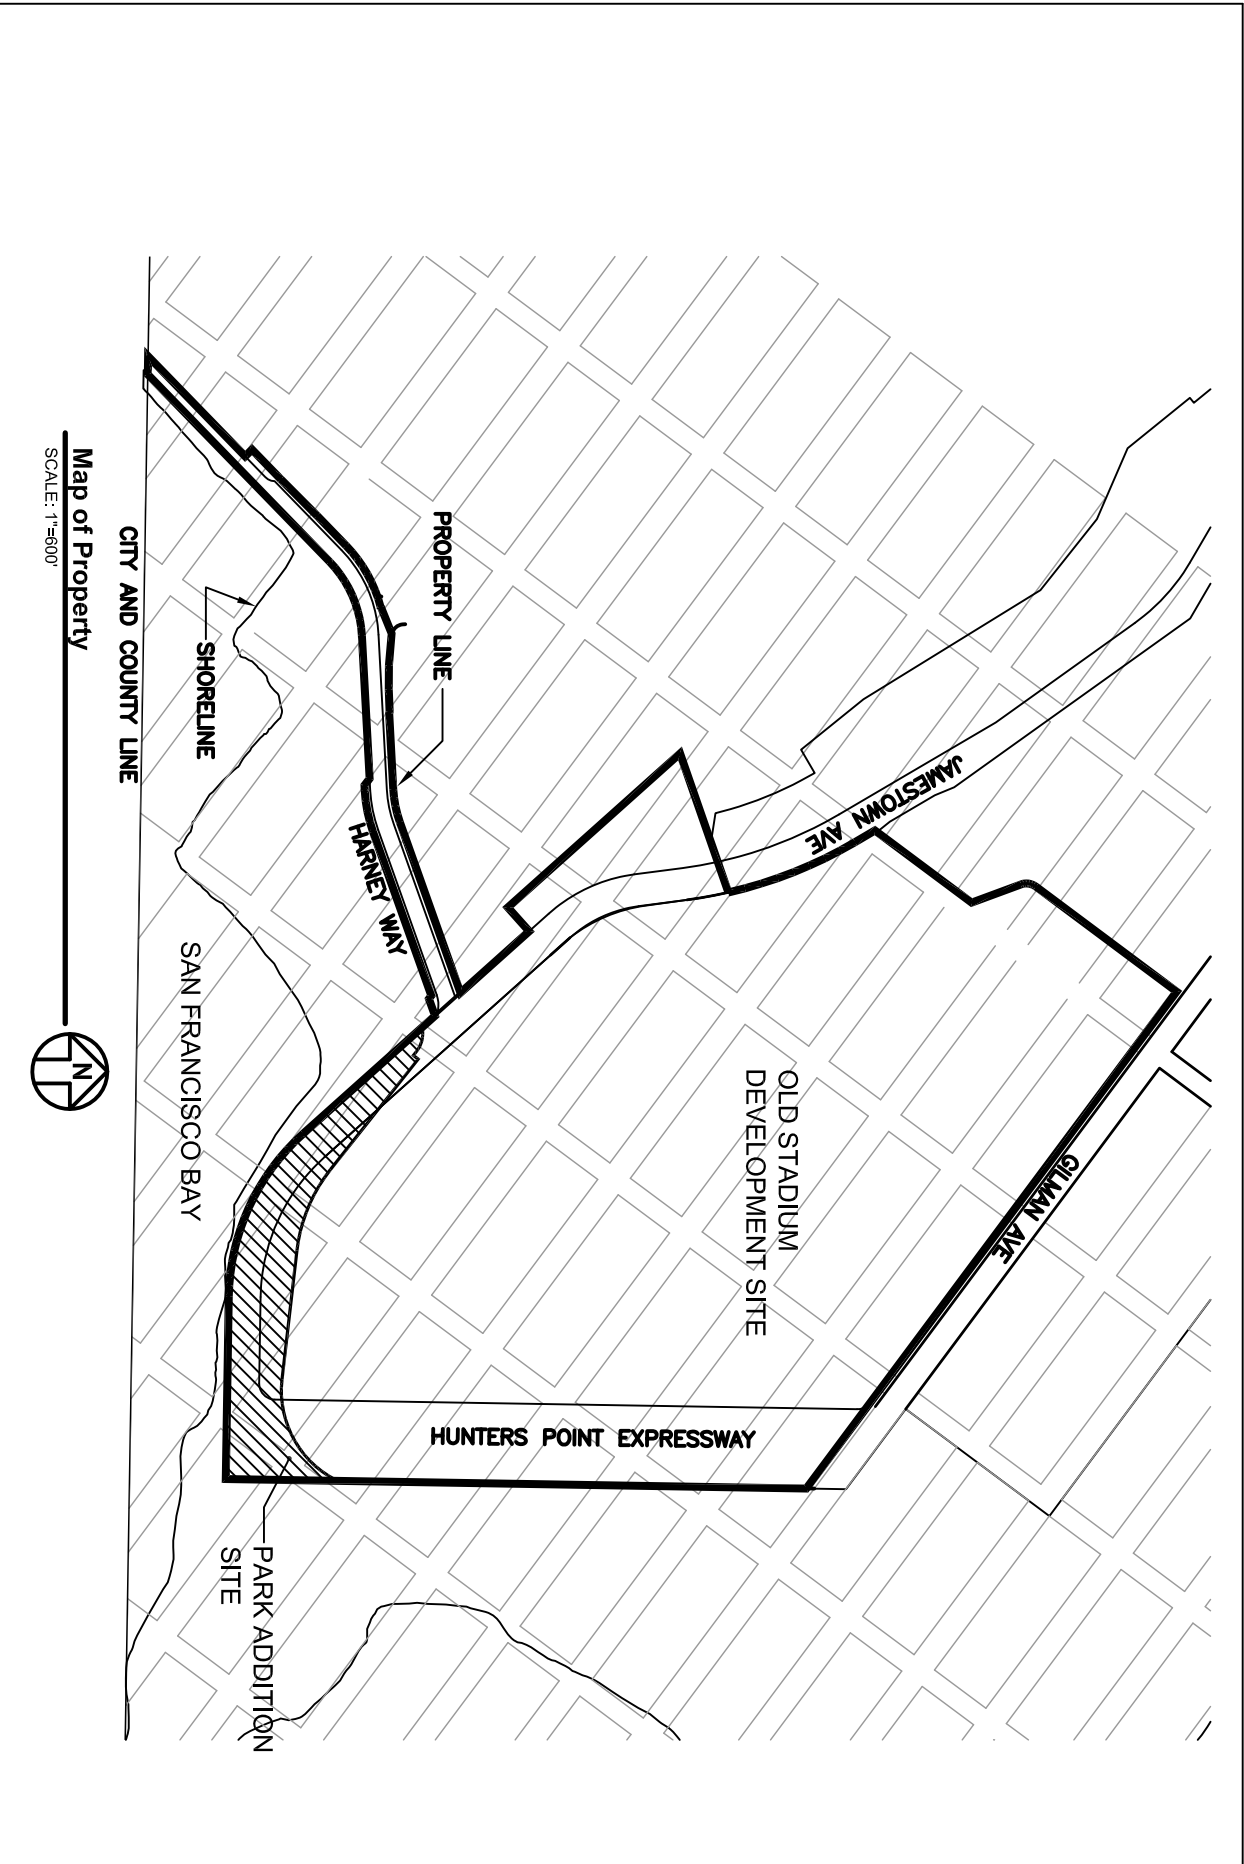 JAMESTOWN AVE
GILMAN AVE
OLD STADIUM
DEVELOPMENT SITE
PROPERTY LINE
HARNEY WAY
HUNTERS POINT EXPRESSWAY
SHORELINE
SAN FRANCISCO BAY
PARK ADDITION
SITE
CITY AND COUNTY LINE
Map of Property
SCALE: 1"=600'
N